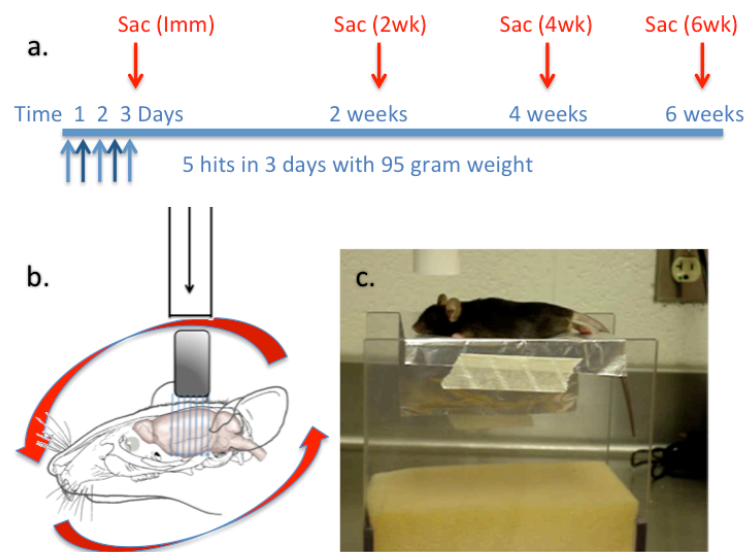 a.
Sac (Imm) Sac (2wk) Sac (4wk) Sac (6wk)
Time 1 2 3 Days 2 weeks 4 weeks 6 weeks
5 hits in 3 days with 95 gram weight
b.
c.